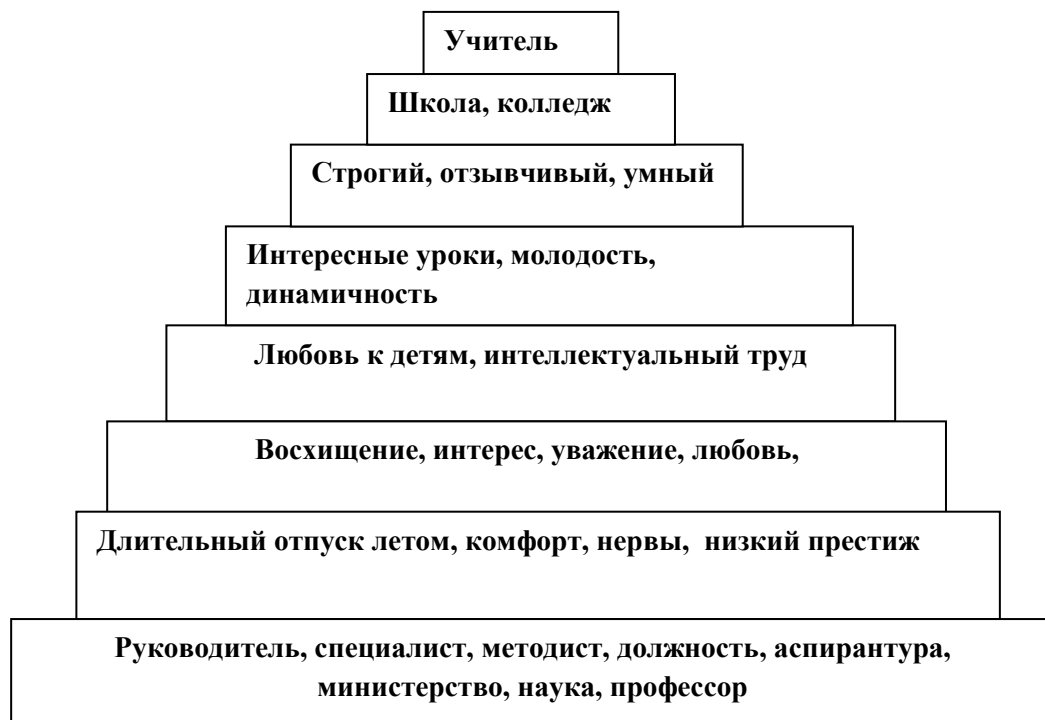 Учитель
Школа, колледж
Строгий, отзывчивый, умный
Интересные уроки, молодость,
динамичность
Любовь к детям, интеллектуальный труд
Восхищение, интерес, уважение, любовь,
Длительный отпуск летом, комфорт, нервы,  низкий престиж
Руководитель, специалист, методист, должность, аспирантура,
министерство, наука, профессор